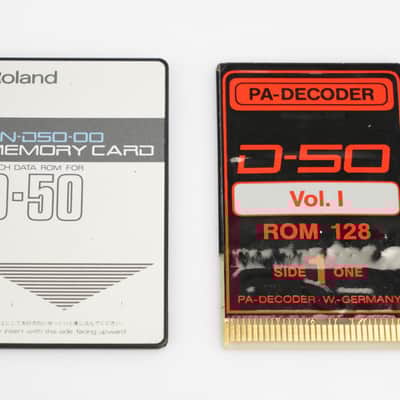 Roland
N-D50-00
MEMORY CARD
CH DATA ROM FOR
D-50
insert with this side facing upward
PA-DECODER
D-50
Vol. I
ROM 128
SIDE 1 ONE
PA-DECODER · W.-GERMANY